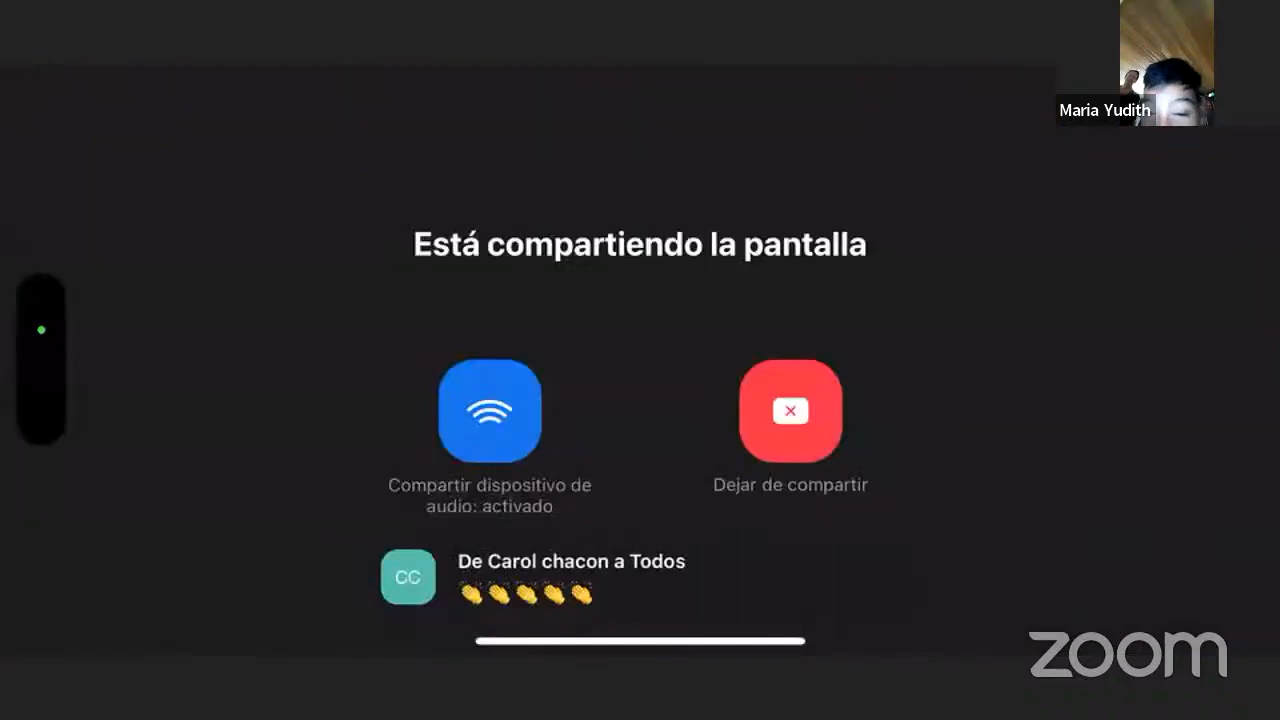 Maria Yudith
Está compartiendo la pantalla
Compartir dispositivo de
audio: activado
Dejar de compartir
CC
De Carol chacon a Todos
👏👏👏👏👏
zoom